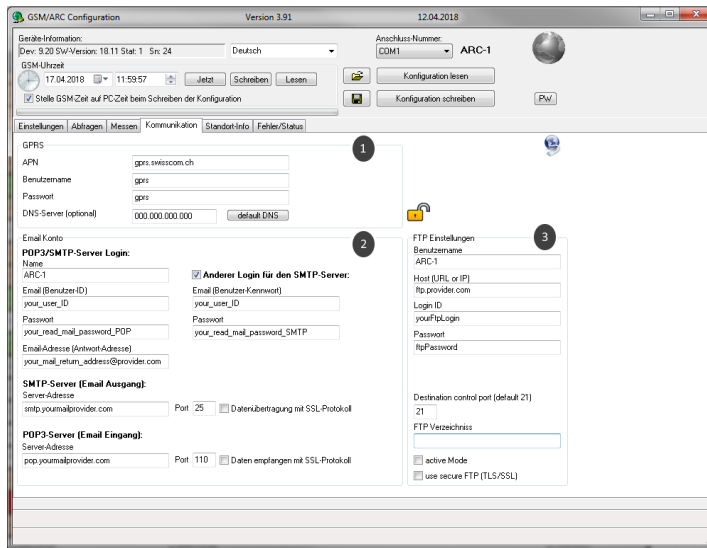 GSM/ARC Configuration Version 3.91 12.04.2018
Geräte-Information:
Dev: 9.20 SW-Version: 18.11 Stat: 1 Sn: 24
Deutsch
Anschluss-Nummer:
COM1
ARC-1
GSM-Uhrzeit
17.04.2018 11:59:57 Jetzt Schreiben Lesen
Konfiguration lesen
Stelle GSM-Zeit auf PC-Zeit beim Schreiben der Konfiguration
Konfiguration schreiben
PW
Einstellungen Abfragen Messen Kommunikation Standort-Info Fehler/Status
GPRS
1
APN gprs.swisscom.ch
Benutzername gprs
Passwort gprs
DNS-Server (optional) 000.000.000.000 default DNS
Email Konto
2
POP3/SMTP-Server Login:
Name
ARC-1
Anderer Login für den SMTP-Server:
Email (Benutzer-ID)
your_user_ID
Email (Benutzer-Kennwort)
your_user_ID
Passwort
your_read_mail_password_POP
Passwort
your_read_mail_password_SMTP
Email-Adresse (Antwort-Adresse)
your_mail_return_address@provider.com
SMTP-Server (Email Ausgang):
Server-Adresse
smtp.yourmailprovider.com Port 25 Datenübertragung mit SSL-Protokoll
POP3-Server (Email Eingang):
Server-Adresse
pop.yourmailprovider.com Port 110 Daten empfangen mit SSL-Protokoll
FTP Einstellungen
3
Benutzername
ARC-1
Host (URL or IP)
ftp.provider.com
Login ID
yourFtpLogin
Passwort
ftpPassword
Destination control port (default 21)
21
FTP Verzeichniss
active Mode
use secure FTP (TLS/SSL)